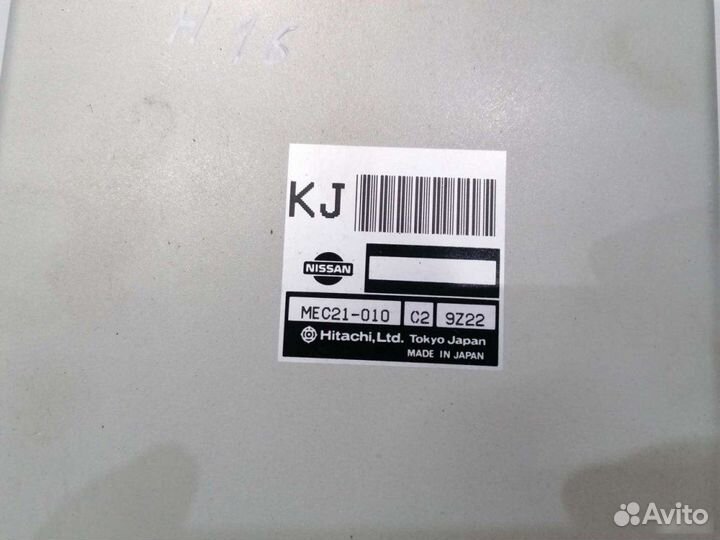 H 16
KJ
NISSAN
MEC21-010 C2 9Z22
Hitachi, Ltd. Tokyo Japan
MADE IN JAPAN
Avito